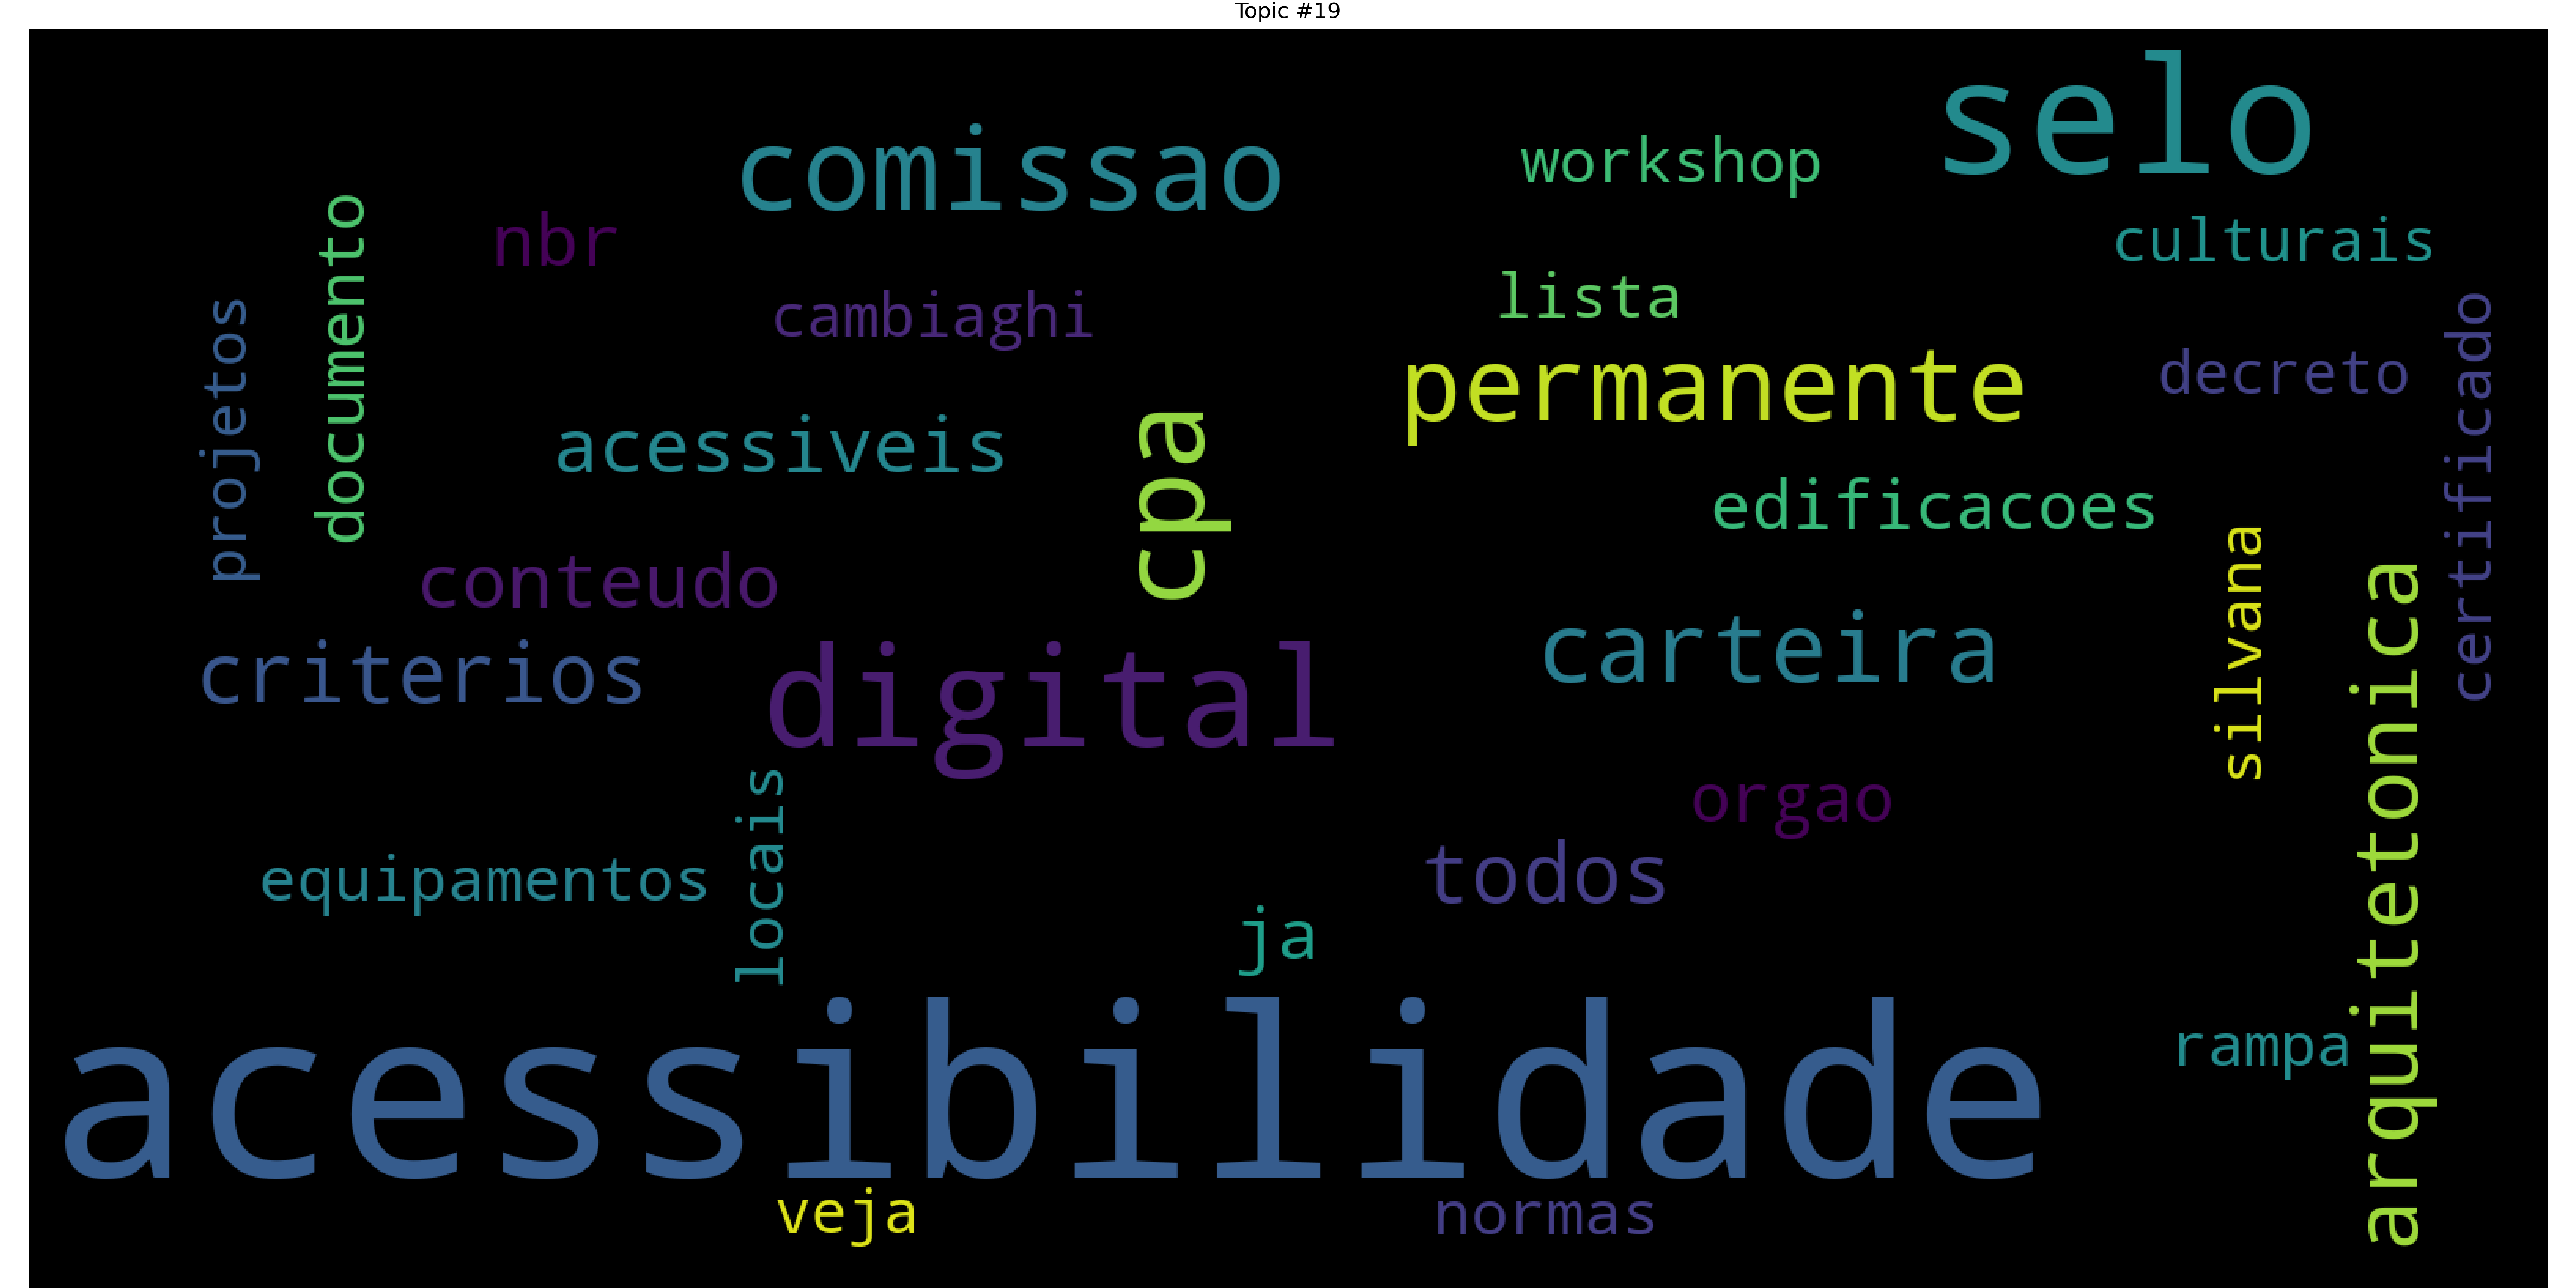 Topic #19
selo
comissao
workshop
culturais
nbr
documento
projetos
cambiaghi
lista
permanente
decreto
certificado
acessiveis
cpa
edificacoes
silvana
conteudo
arquitetonica
criterios
carteira
digital
orgao
locais
equipamentos
todos
ja
acessibilidade
rampa
veja
normas